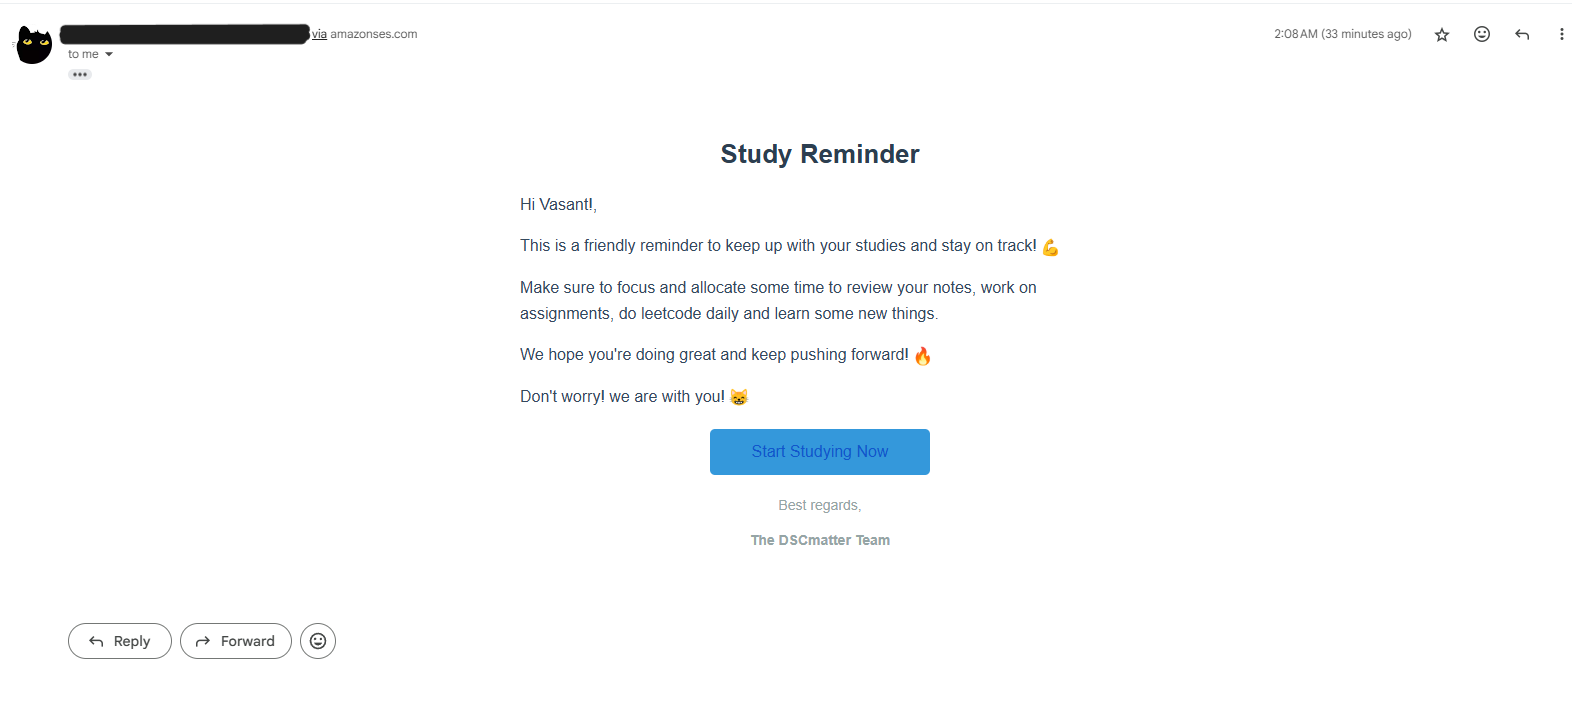 via amazonses.com
2:08 AM (33 minutes ago)
to me
Study Reminder
Hi Vasant!,
This is a friendly reminder to keep up with your studies and stay on track! 💪
Make sure to focus and allocate some time to review your notes, work on
assignments, do leetcode daily and learn some new things.
We hope you're doing great and keep pushing forward! 🔥
Don't worry! we are with you! 😸
Start Studying Now
Best regards,
The DSCmatter Team
Reply
Forward